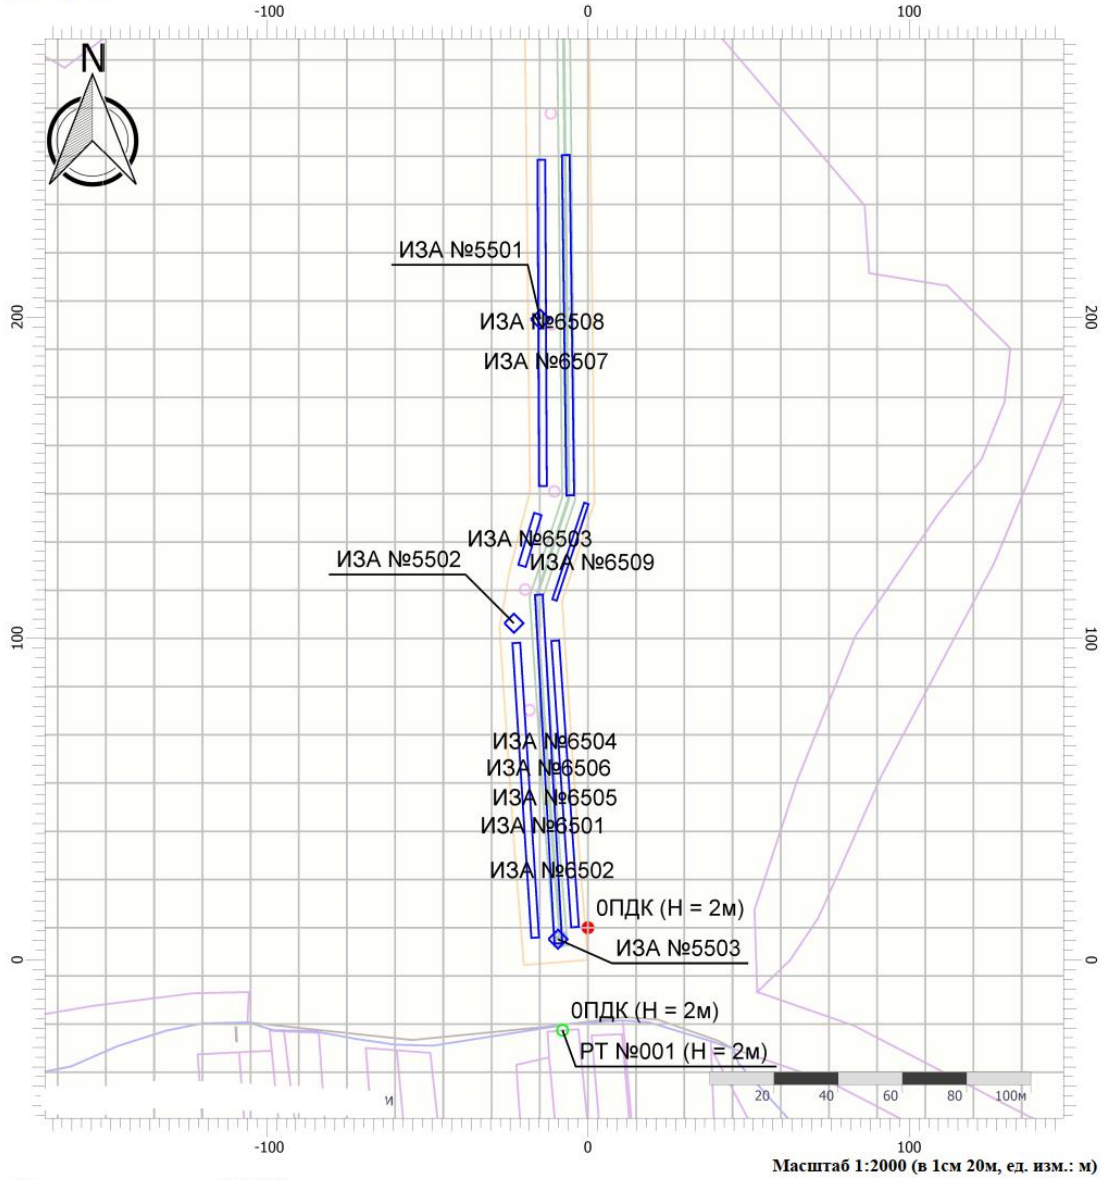 -100 0 100
N
ИЗА №5501
200 200
ИЗА №6508
ИЗА №6507
ИЗА №6503
ИЗА №5502
ИЗА №6509
100 100
ИЗА №6504
ИЗА №6506
ИЗА №6505
ИЗА №6501
ИЗА №6502
0ПДК (H = 2м)
ИЗА №5503
0 0
0ПДК (H = 2м)
РТ №001 (H = 2м)
20 40 60 80 100м
и
-100 0 100
Масштаб 1:2000 (в 1см 20м, ед. изм.: м)